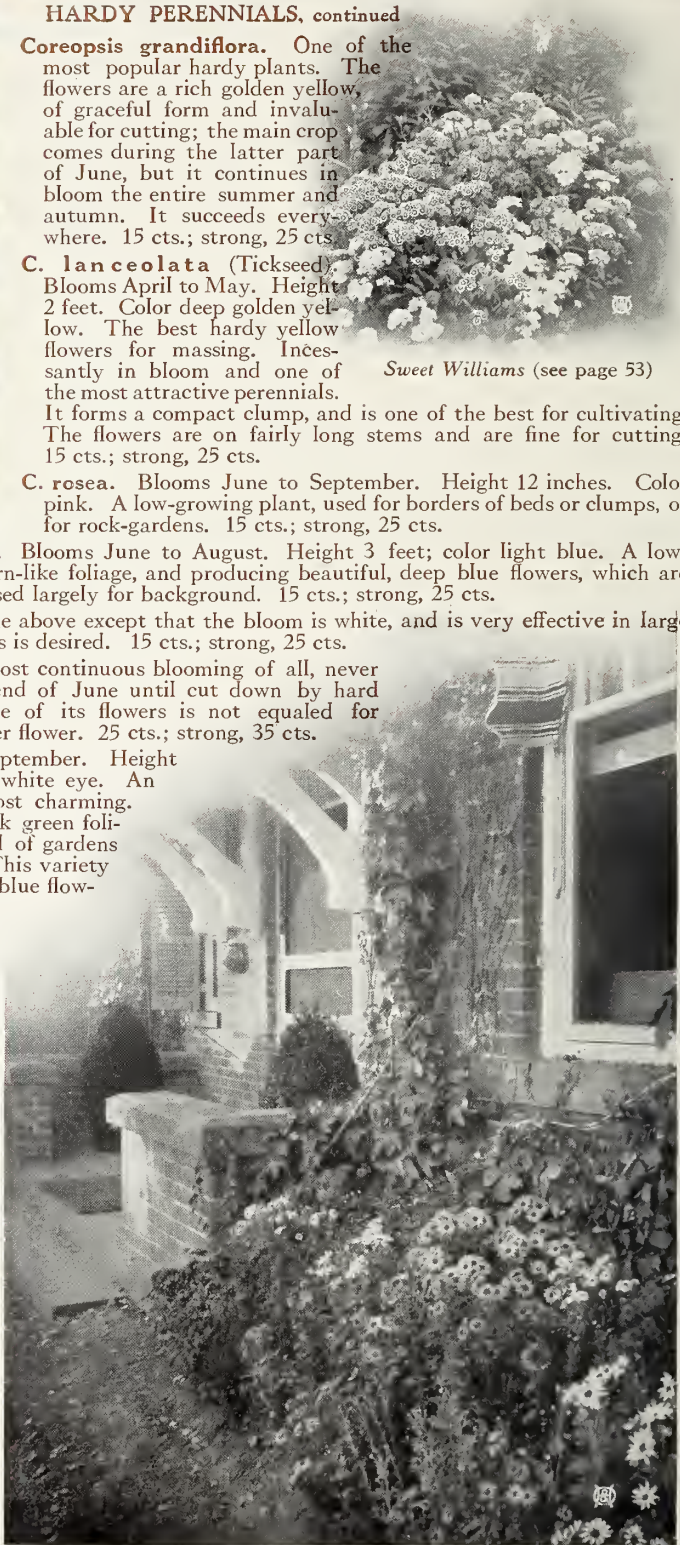 HARDY PERENNIALS, continued
Coreopsis grandiflora. One of the
most popular hardy plants. The
flowers are a rich golden yellow,
of graceful form and invalu-
able for cutting; the main crop
comes during the latter part
of June, but it continues in
bloom the entire summer and
autumn. It succeeds every-
where. 15 cts.; strong, 25 cts.
C. lanceolata (Tickseed).
Blooms April to May. Height
2 feet. Color deep golden yel-
low. The best hardy yellow
flowers for massing. Inces-
santly in bloom and one of
the most attractive perennials.
It forms a compact clump, and is one of the best for cultivating
The flowers are on fairly long stems and are fine for cutting
15 cts.; strong, 25 cts.
Sweet Williams (see page 53)
C. rosea. Blooms June to September. Height 12 inches. Colo
pink. A low-growing plant, used for borders of beds or clumps, o
for rock-gardens. 15 cts.; strong, 25 cts.
. Blooms June to August. Height 3 feet; color light blue. A low-
rn-like foliage, and producing beautiful, deep blue flowers, which are
sed largely for background. 15 cts.; strong, 25 cts.
e above except that the bloom is white, and is very effective in large
s is desired. 15 cts.; strong, 25 cts.
ost continuous blooming of all, never
end of June until cut down by hard
e of its flowers is not equaled for
er flower. 25 cts.; strong, 35 cts.
ptember. Height
white eye. An
ost charming.
k green foli-
l of gardens
This variety
blue flow-